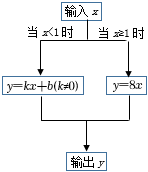 输入 x
当 x<1 时
当 x≥1 时
y=kx+b(k≠0)
y=8x
输出 y